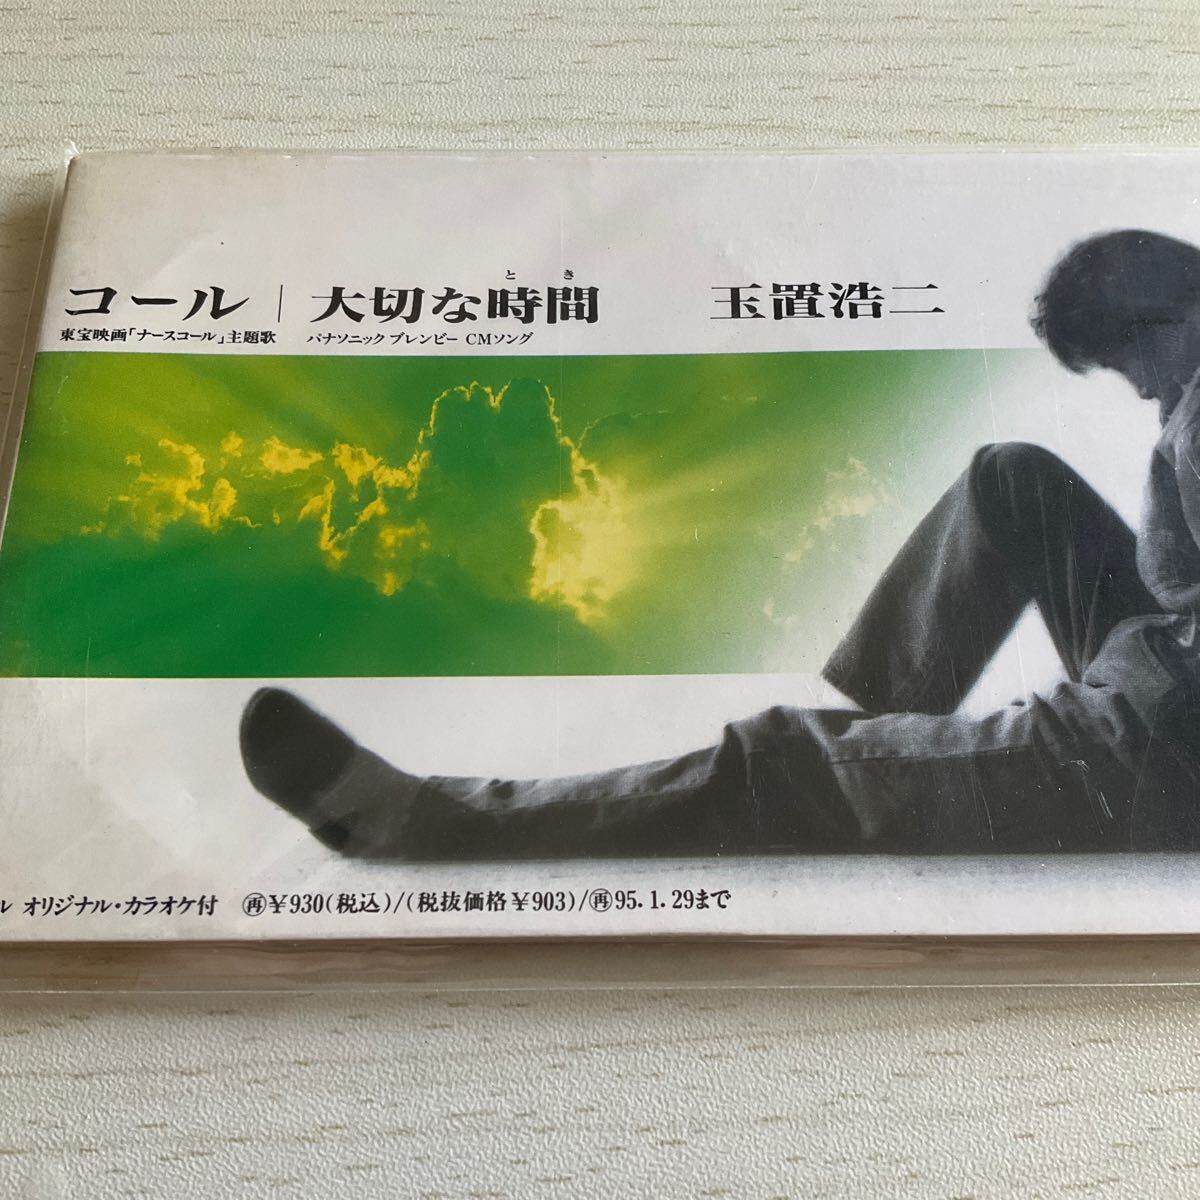 コール｜大切な時間 玉置浩二
とき
東宝映画「ナースコール」主題歌 パナソニック ブレンビー CMソング
ル オリジナル・カラオケ付 ㊢¥930(税込)/(税抜価格¥903)/㊢95.1.29まで